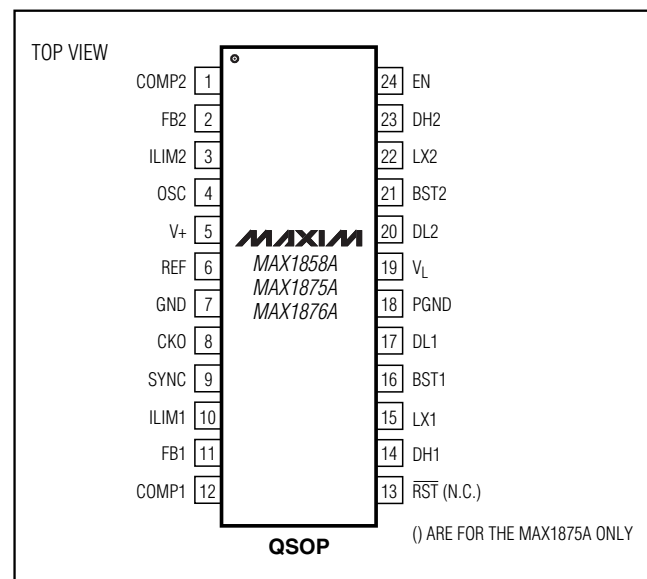 TOP VIEW
COMP2 1
FB2 2
ILIM2 3
OSC 4
V+ 5
REF 6
GND 7
CKO 8
SYNC 9
ILIM1 10
FB1 11
COMP1 12
MAXIM
MAX1858A
MAX1875A
MAX1876A
24 EN
23 DH2
22 LX2
21 BST2
20 DL2
19 VL
18 PGND
17 DL1
16 BST1
15 LX1
14 DH1
13 RST (N.C.)
() ARE FOR THE MAX1875A ONLY
QSOP